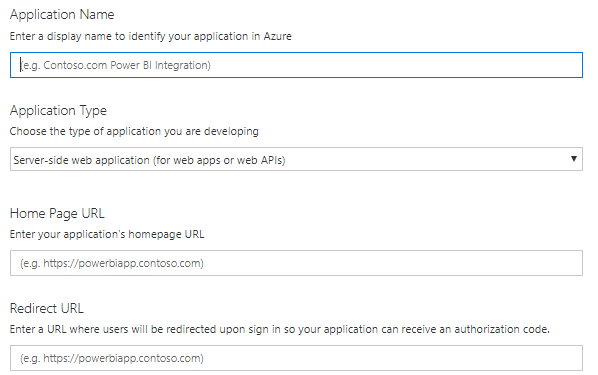 Application Name
Enter a display name to identify your application in Azure
(e.g. Contoso.com Power BI Integration)
Application Type
Choose the type of application you are developing
Server-side web application (for web apps or web APIs)
Home Page URL
Enter your application's homepage URL
(e.g. https://powerbiapp.contoso.com)
Redirect URL
Enter a URL where users will be redirected upon sign in so your application can receive an authorization code.
(e.g. https://powerbiapp.contoso.com)